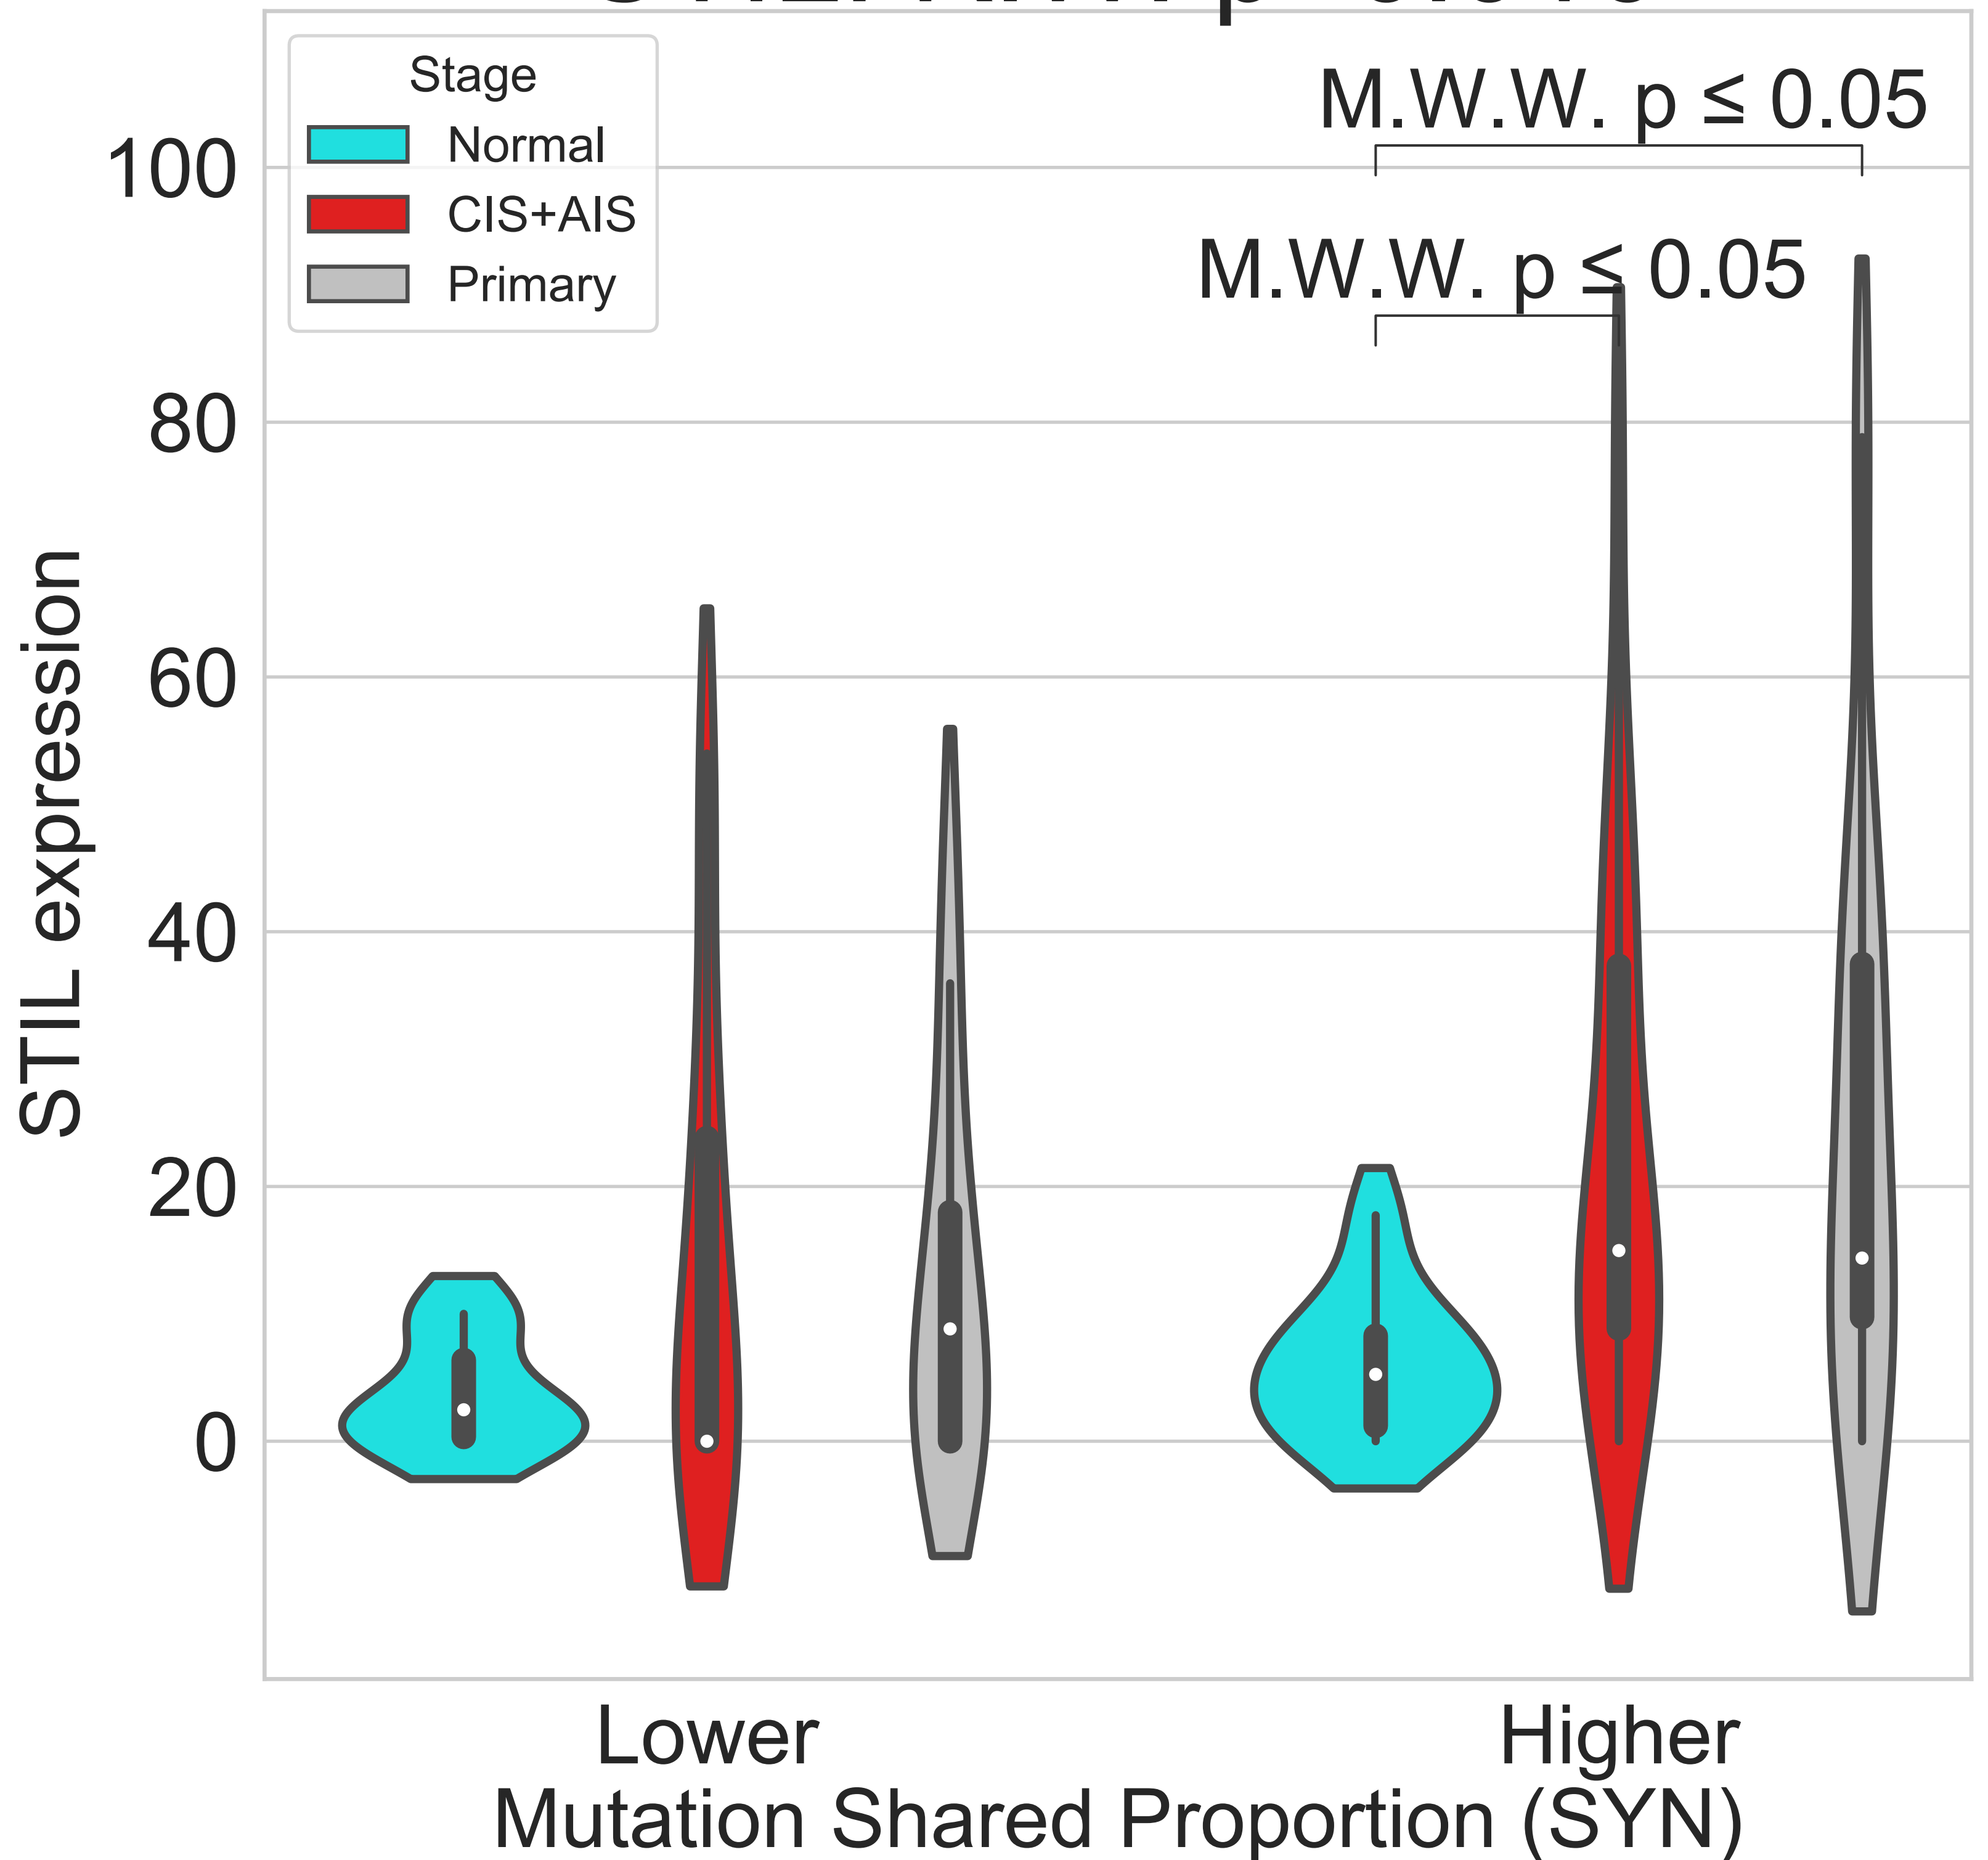 Stage
Normal
CIS+AIS
Primary
M.W.W. p ≤ 0.05
M.W.W. p ≤ 0.05
100
80
60
40
20
0
STIL expression
Lower
Higher
Mutation Shared Proportion (SYN)